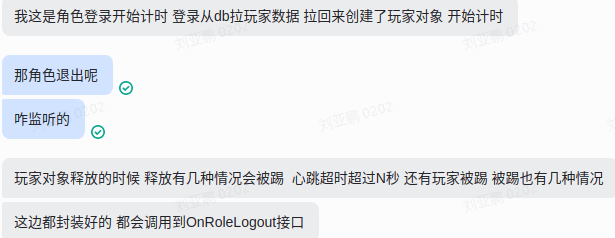 我这是角色登录开始计时 登录从db拉玩家数据 拉回来创建了玩家对象 开始计时
那角色退出呢
咋监听的
玩家对象释放的时候 释放有几种情况会被踢  心跳超时超过N秒 还有玩家被踢 被踢也有几种情况
这边都封装好的 都会调用到OnRoleLogout接口